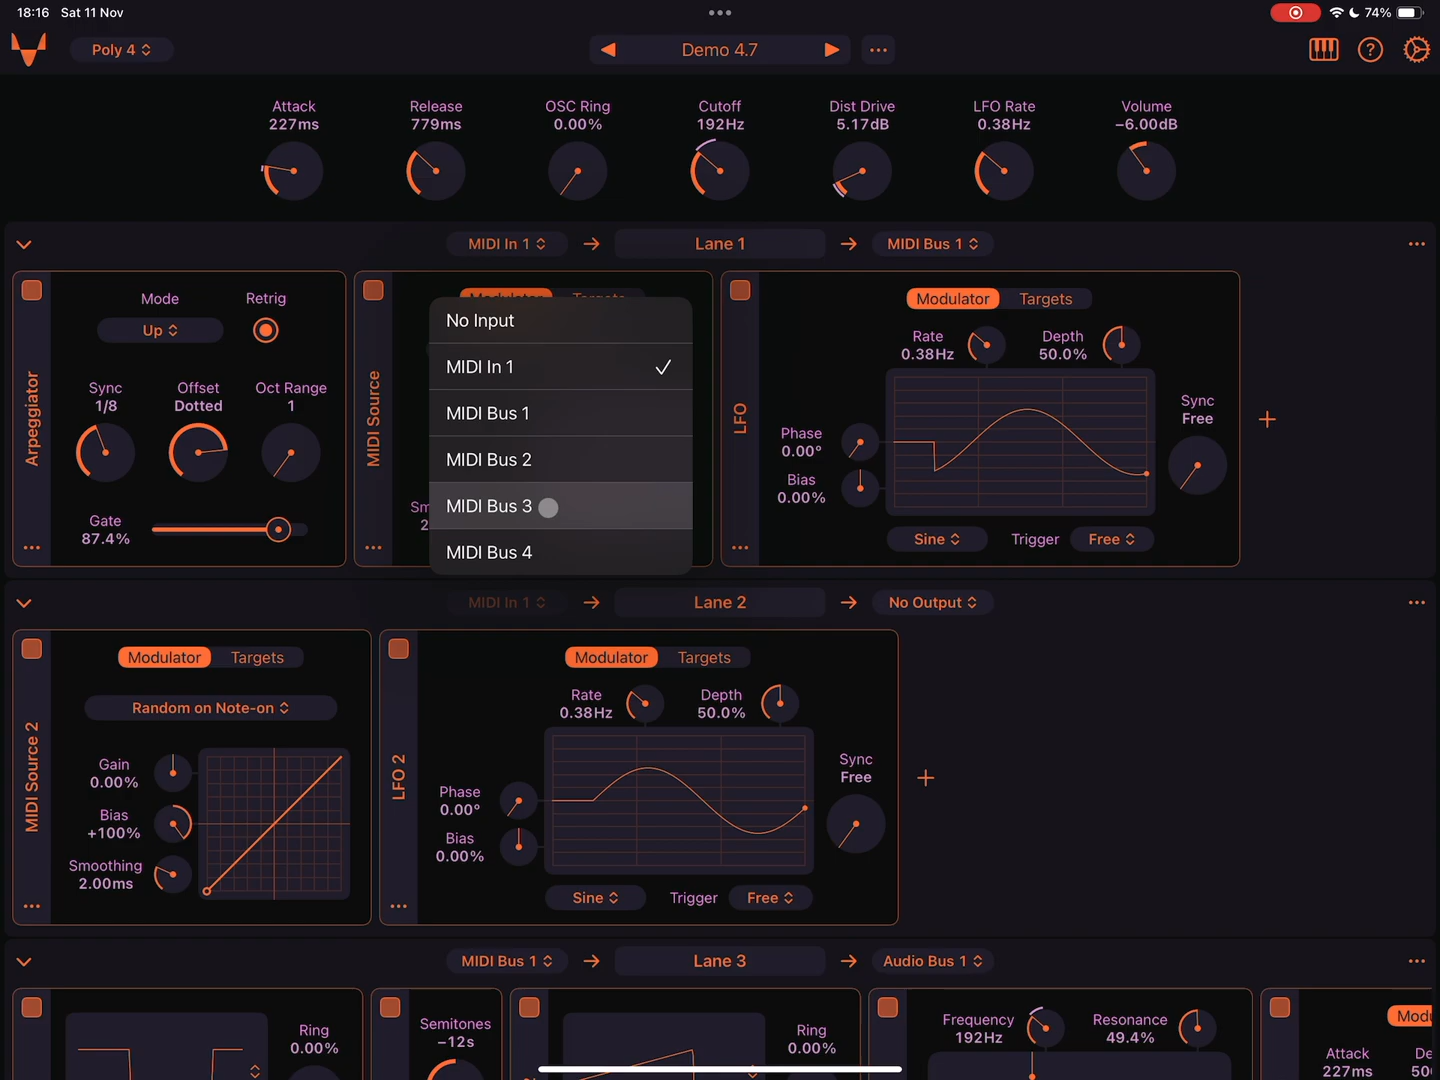 18:16 Sat 11 Nov
74%
Poly 4
Demo 4.7
Attack
227ms
Release
779ms
OSC Ring
0.00%
Cutoff
192Hz
Dist Drive
5.17dB
LFO Rate
0.38Hz
Volume
−6.00dB
MIDI In 1
Lane 1
MIDI Bus 1
Arpeggiator
Mode
Up
Retrig
Sync
1/8
Offset
Dotted
Oct Range
1
Gate
87.4%
MIDI Source
Modulator Targets
Sm
2
No Input
MIDI In 1
MIDI Bus 1
MIDI Bus 2
MIDI Bus 3
MIDI Bus 4
LFO
Modulator Targets
Rate
0.38Hz
Depth
50.0%
Phase
0.00°
Bias
0.00%
Sync
Free
Sine
Trigger
Free
MIDI In 1
Lane 2
No Output
MIDI Source 2
Modulator Targets
Random on Note-on
Gain
0.00%
Bias
+100%
Smoothing
2.00ms
LFO 2
Modulator Targets
Rate
0.38Hz
Depth
50.0%
Phase
0.00°
Bias
0.00%
Sync
Free
Sine
Trigger
Free
MIDI Bus 1
Lane 3
Audio Bus 1
Ring
0.00%
Semitones
−12s
Ring
0.00%
Frequency
192Hz
Resonance
49.4%
Modu
Attack
227ms
De
50